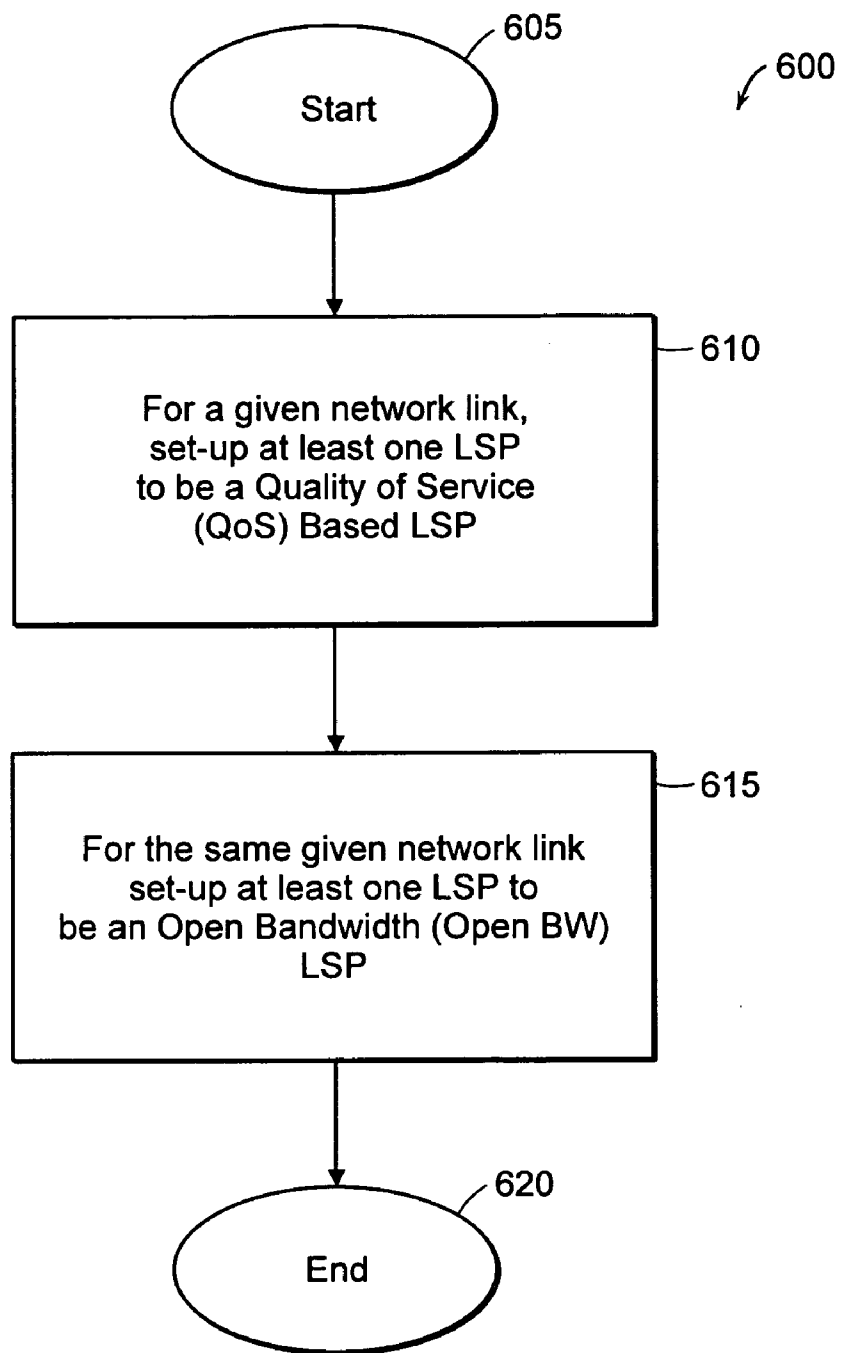 605
600
Start
610
For a given network link,
set-up at least one LSP
to be a Quality of Service
(QoS) Based LSP
615
For the same given network link
set-up at least one LSP to
be an Open Bandwidth (Open BW)
LSP
620
End